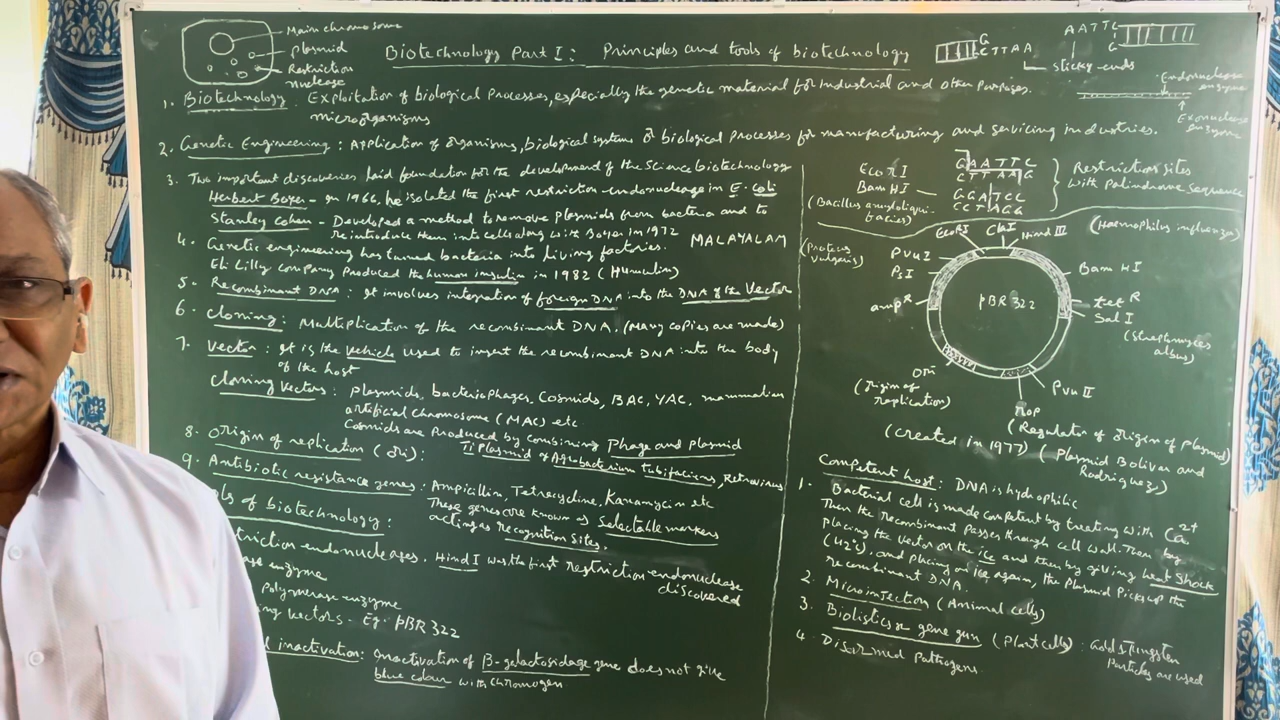 Main chromosome
plasmid
Restriction
nuclease
Biotechnology Part I: Principles and tools of biotechnology
G
CTTAA
AATTC
G
sticky-ends
Endonuclease
enzyme
Exonuclease
enzyme
1. Biotechnology: Exploitation of biological processes, especially the genetic material for industrial and other purposes.
microorganisms
2. Genetic Engineering: Application of organisms, biological systems or biological processes for manufacturing and servicing industries.
3. Two important discoveries laid foundation for the development of the science biotechnology
Herbert Boyer - In 1966, he isolated the first restriction-endonuclease in E. coli
Stanley Cohen - Developed a method to remove plasmids from bacteria and to
reintroduce them into cells along with Boyer in 1972
4. Genetic engineering has turned bacteria into living factories. MALAYALAM
Eli Lilly company produced the human insulin in 1982 (Humulin)
5. Recombinant DNA: It involves integration of foreign DNA into the DNA of the Vector
6. Cloning: Multiplication of the recombinant DNA. (Many copies are made)
7. Vector: It is the vehicle used to insert the recombinant DNA into the body
of the host
Cloning vectors: plasmids, bacteriophages, Cosmids, BAC, YAC, mammalian
artificial chromosome (MAC) etc
Cosmids are produced by combining Phage and plasmid
8. Origin of replication (ori): Ti Plasmid of Agrobacterium tubifaciens, Retrovirus
9. Antibiotic resistance genes: Ampicillin, Tetracycline, Kanamycin etc
These genes are known as Selectable markers
acting as recognition sites.
ols of biotechnology:
triction endonucleases. Hind I was the first restriction-endonuclease
discovered
ase enzyme
polymerase enzyme
ing vectors - Eg. pBR 322
l inactivation: Inactivation of β-galactosidase gene does not give
blue colour with chromogen
EcoRI
Bam HI
(Bacillus amyloliqui-
facies)
GAATTC
CTTAAG
GGATCC
CCTAGG
Restriction sites
with palindrome sequence
(Proteus
vulgaris)
EcoRI ClaI Hind III
(Haemophilus influenza)
PvuI
PsI
amp R
Bam HI
tet R
Sal I
(Streptomyces
albus)
pBR 322
Ori
(Origin of
replication)
Pvu II
rop
(Regulator of origin of plasmid)
(created in 1977) (Plasmid Bolivar and
Rodriguez)
Competent host: DNA is hydrophilic
1. Bacterial cell is made competent by treating with Ca2+
Then the recombinant passes through cell wall. Then by
placing the vector on the ice and then by giving heat shock
(42°c), and placing on ice again, the plasmid picks up the
recombinant DNA.
2. Microinjection (Animal cells)
3. Biolistics or gene gun (plant cells): Gold & Tungsten
particles are used
4. Disarmed Pathogens